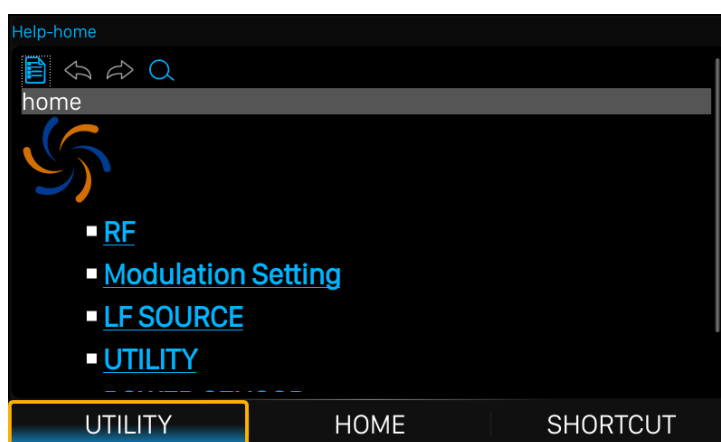 Help-home
home
RF
Modulation Setting
LF SOURCE
UTILITY
UTILITY HOME SHORTCUT